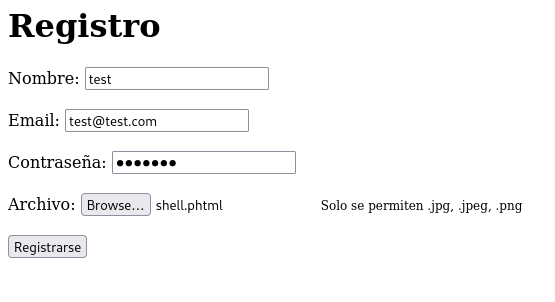 Registro
Nombre: test
Email: test@test.com
Contraseña: ●●●●●●●
Archivo: Browse... shell.phtml Solo se permiten .jpg, .jpeg, .png
Registrarse